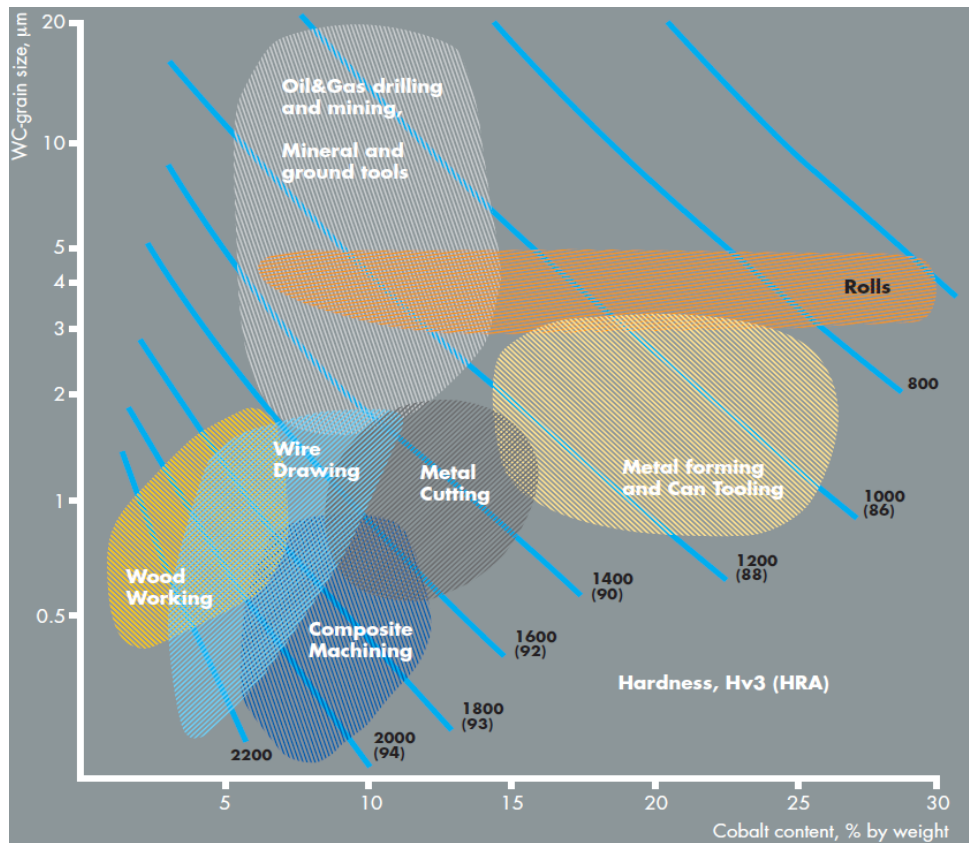 WC-grain size, μm
20
10
5
4
3
2
1
0.5
Oil&Gas drilling
and mining,
Mineral and
ground tools
Rolls
Wire
Drawing
Metal
Cutting
Metal forming
and Can Tooling
Wood
Working
Composite
Machining
800
1000
(86)
1200
(88)
1400
(90)
1600
(92)
1800
(93)
2000
(94)
2200
Hardness, Hv3 (HRA)
5
10
15
20
25
30
Cobalt content, % by weight